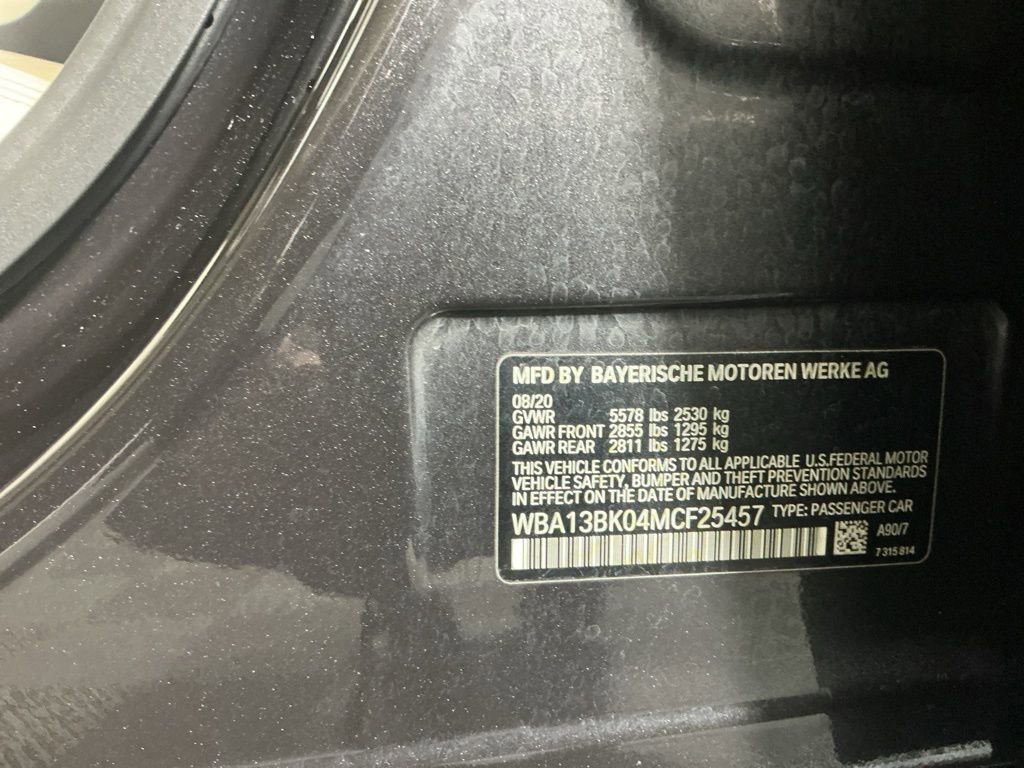 MFD BY BAYERISCHE MOTOREN WERKE AG
08/20
GVWR 5578 lbs 2530 kg
GAWR FRONT 2855 lbs 1295 kg
GAWR REAR 2811 lbs 1275 kg
THIS VEHICLE CONFORMS TO ALL APPLICABLE U.S.FEDERAL MOTOR
VEHICLE SAFETY, BUMPER AND THEFT PREVENTION STANDARDS
IN EFFECT ON THE DATE OF MANUFACTURE SHOWN ABOVE.
WBA13BK04MCF25457 TYPE: PASSENGER CAR
A90/7
7 315 814